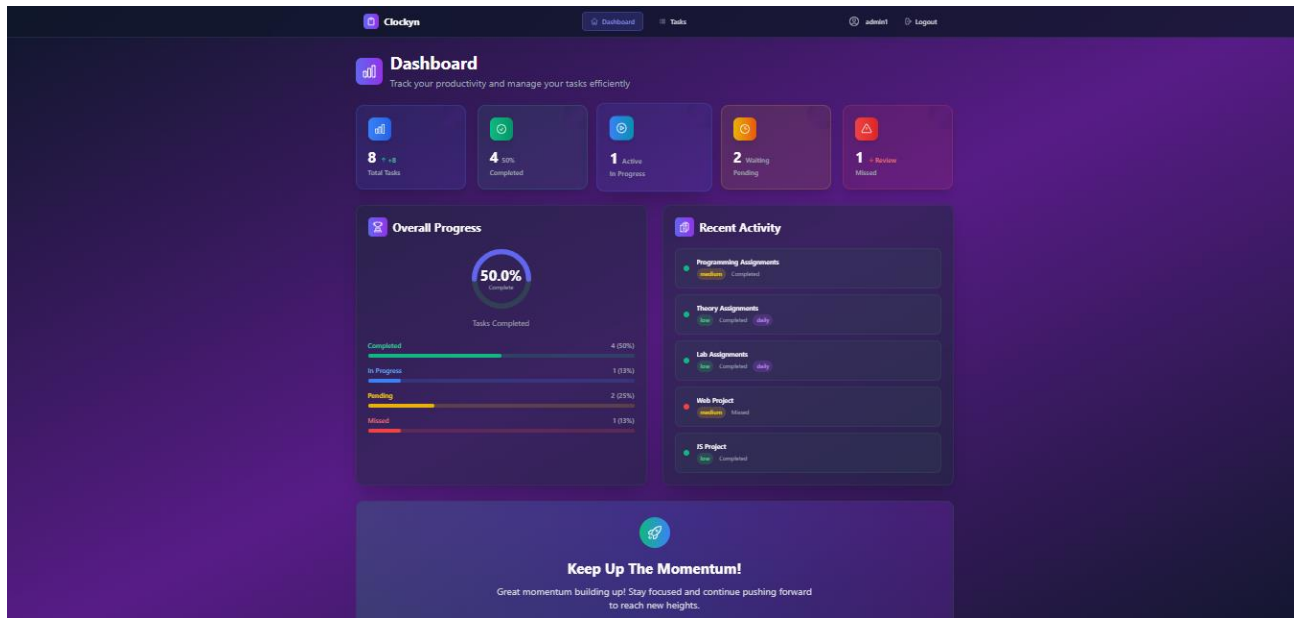 Clockyn
Dashboard
Tasks
admin1
Logout
Dashboard
Track your productivity and manage your tasks efficiently
8 ↑ +8
Total Tasks
4 50%
Completed
1 Active
In Progress
2 Waiting
Pending
1 + Review
Missed
Overall Progress
50.0%
Complete
Tasks Completed
Completed 4 (50%)
In Progress 1 (13%)
Pending 2 (25%)
Missed 1 (13%)
Recent Activity
Programming Assignments
medium Completed
Theory Assignments
low Completed daily
Lab Assignments
low Completed daily
Web Project
medium Missed
IS Project
low Completed
Keep Up The Momentum!
Great momentum building up! Stay focused and continue pushing forward
to reach new heights.